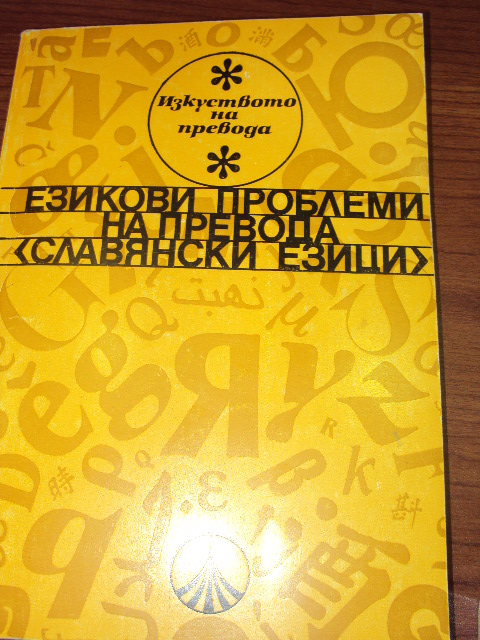 Изкуството
на
превода
ЕЗИКОВИ ПРОБЛЕМИ
НА ПРЕВОДА
<СЛАВЯНСКИ ЕЗИЦИ>